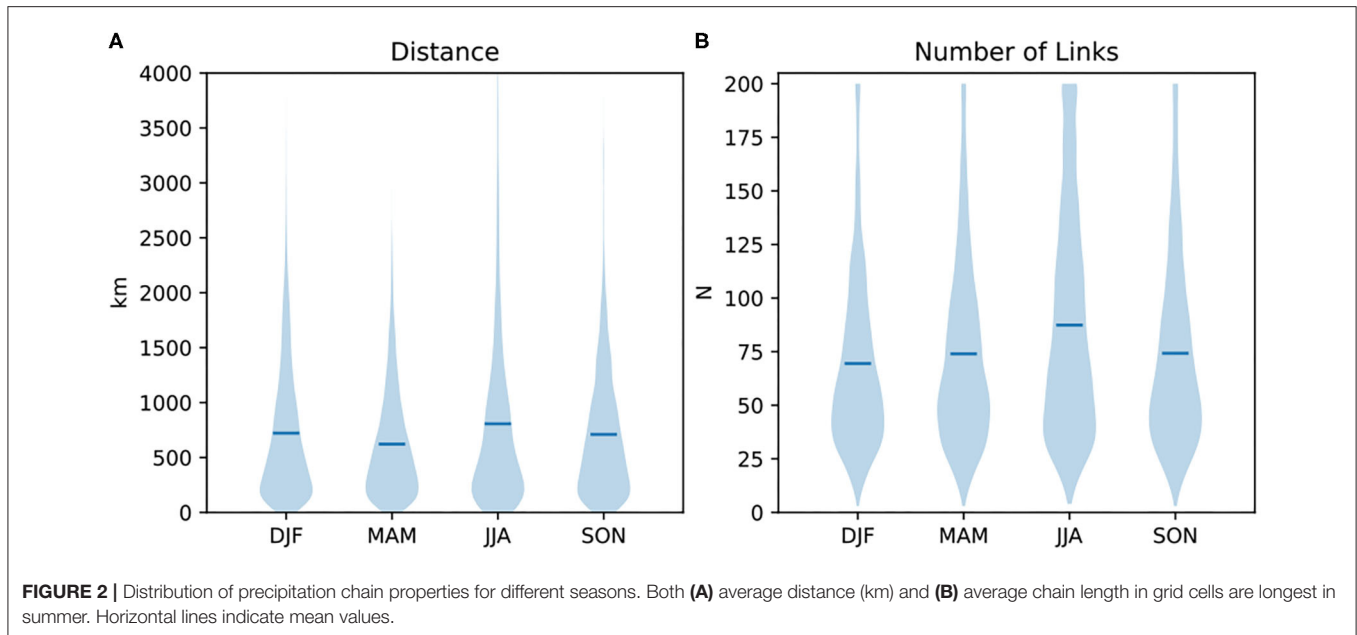 A
Distance
4000
3500
3000
2500
2000
1500
1000
500
0
km
DJF MAM JJA SON
B
Number of Links
200
175
150
125
100
75
50
25
0
N
DJF MAM JJA SON
FIGURE 2 | Distribution of precipitation chain properties for different seasons. Both (A) average distance (km) and (B) average chain length in grid cells are longest in
summer. Horizontal lines indicate mean values.